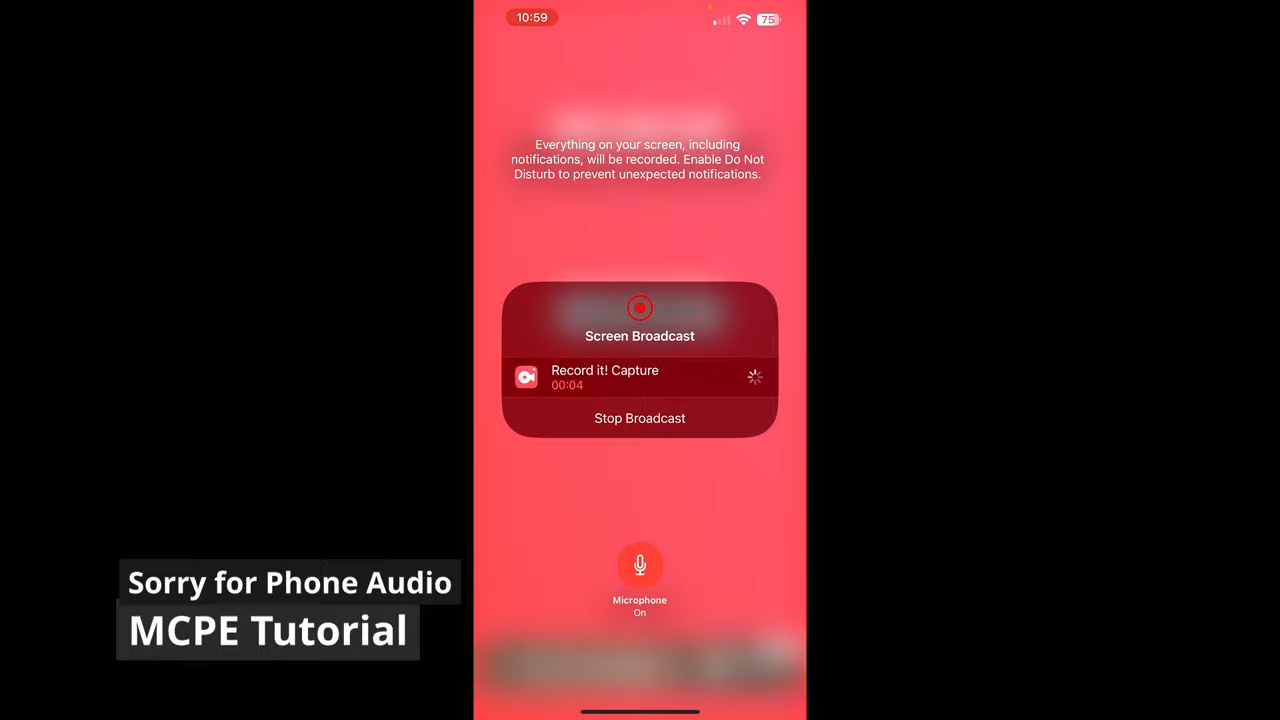 10:59
75
Everything on your screen, including
notifications, will be recorded. Enable Do Not
Disturb to prevent unexpected notifications.
Screen Broadcast
Record it! Capture
00:04
Stop Broadcast
Microphone
On
Sorry for Phone Audio
MCPE Tutorial